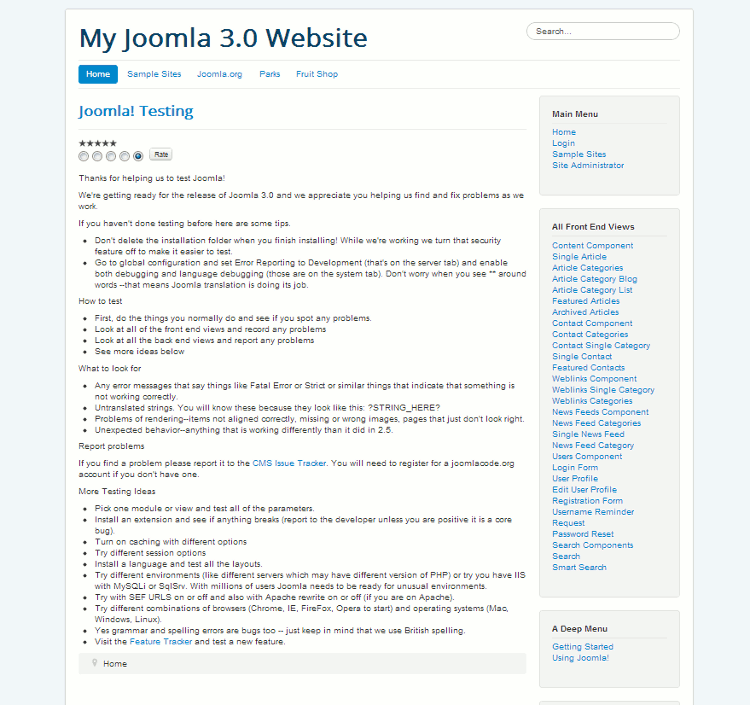 My Joomla 3.0 Website
Search...
Home
Sample Sites
Joomla.org
Parks
Fruit Shop
Joomla! Testing
★★★★★
Rate
Thanks for helping us to test Joomla!
We're getting ready for the release of Joomla 3.0 and we appreciate you helping us find and fix problems as we
work.
If you haven't done testing before here are some tips.
Don't delete the installation folder when you finish installing! While we're working we turn that security
feature off to make it easier to test.
Go to global configuration and set Error Reporting to Development (that's on the server tab) and enable
both debugging and language debugging (those are on the system tab). Don't worry when you see ** around
words --that means Joomla translation is doing its job.
How to test
First, do the things you normally do and see if you spot any problems.
Look at all of the front end views and record any problems
Look at all the back end views and report any problems
See more ideas below
What to look for
Any error messages that say things like Fatal Error or Strict or similar things that indicate that something is
not working correctly.
Untranslated strings. You will know these because they look like this: ?STRING_HERE?
Problems of rendering--items not aligned correctly, missing or wrong images, pages that just don't look right.
Unexpected behavior--anything that is working differently than it did in 2.5.
Report problems
If you find a problem please report it to the CMS Issue Tracker. You will need to register for a joomlacode.org
account if you don't have one.
More Testing Ideas
Pick one module or view and test all of the parameters.
Install an extension and see if anything breaks (report to the developer unless you are positive it is a core
bug).
Turn on caching with different options
Try different session options
Install a language and test all the layouts.
Try different environments (like different servers which may have different version of PHP) or try you have IIS
with MySQLi or SqlSrv. With millions of users Joomla needs to be ready for unusual environments.
Try with SEF URLS on or off and also with Apache rewrite on or off (if you are on Apache).
Try different combinations of browsers (Chrome, IE, FireFox, Opera to start) and operating systems (Mac,
Windows, Linux).
Yes grammar and spelling errors are bugs too -- just keep in mind that we use British spelling.
Visit the Feature Tracker and test a new feature.
Home
Main Menu
Home
Login
Sample Sites
Site Administrator
All Front End Views
Content Component
Single Article
Article Categories
Article Category Blog
Article Category List
Featured Articles
Archived Articles
Contact Component
Contact Categories
Contact Single Category
Single Contact
Featured Contacts
Weblinks Component
Weblinks Single Category
Weblinks Categories
News Feeds Component
News Feed Categories
Single News Feed
News Feed Category
Users Component
Login Form
User Profile
Edit User Profile
Registration Form
Username Reminder
Request
Password Reset
Search Components
Search
Smart Search
A Deep Menu
Getting Started
Using Joomla!